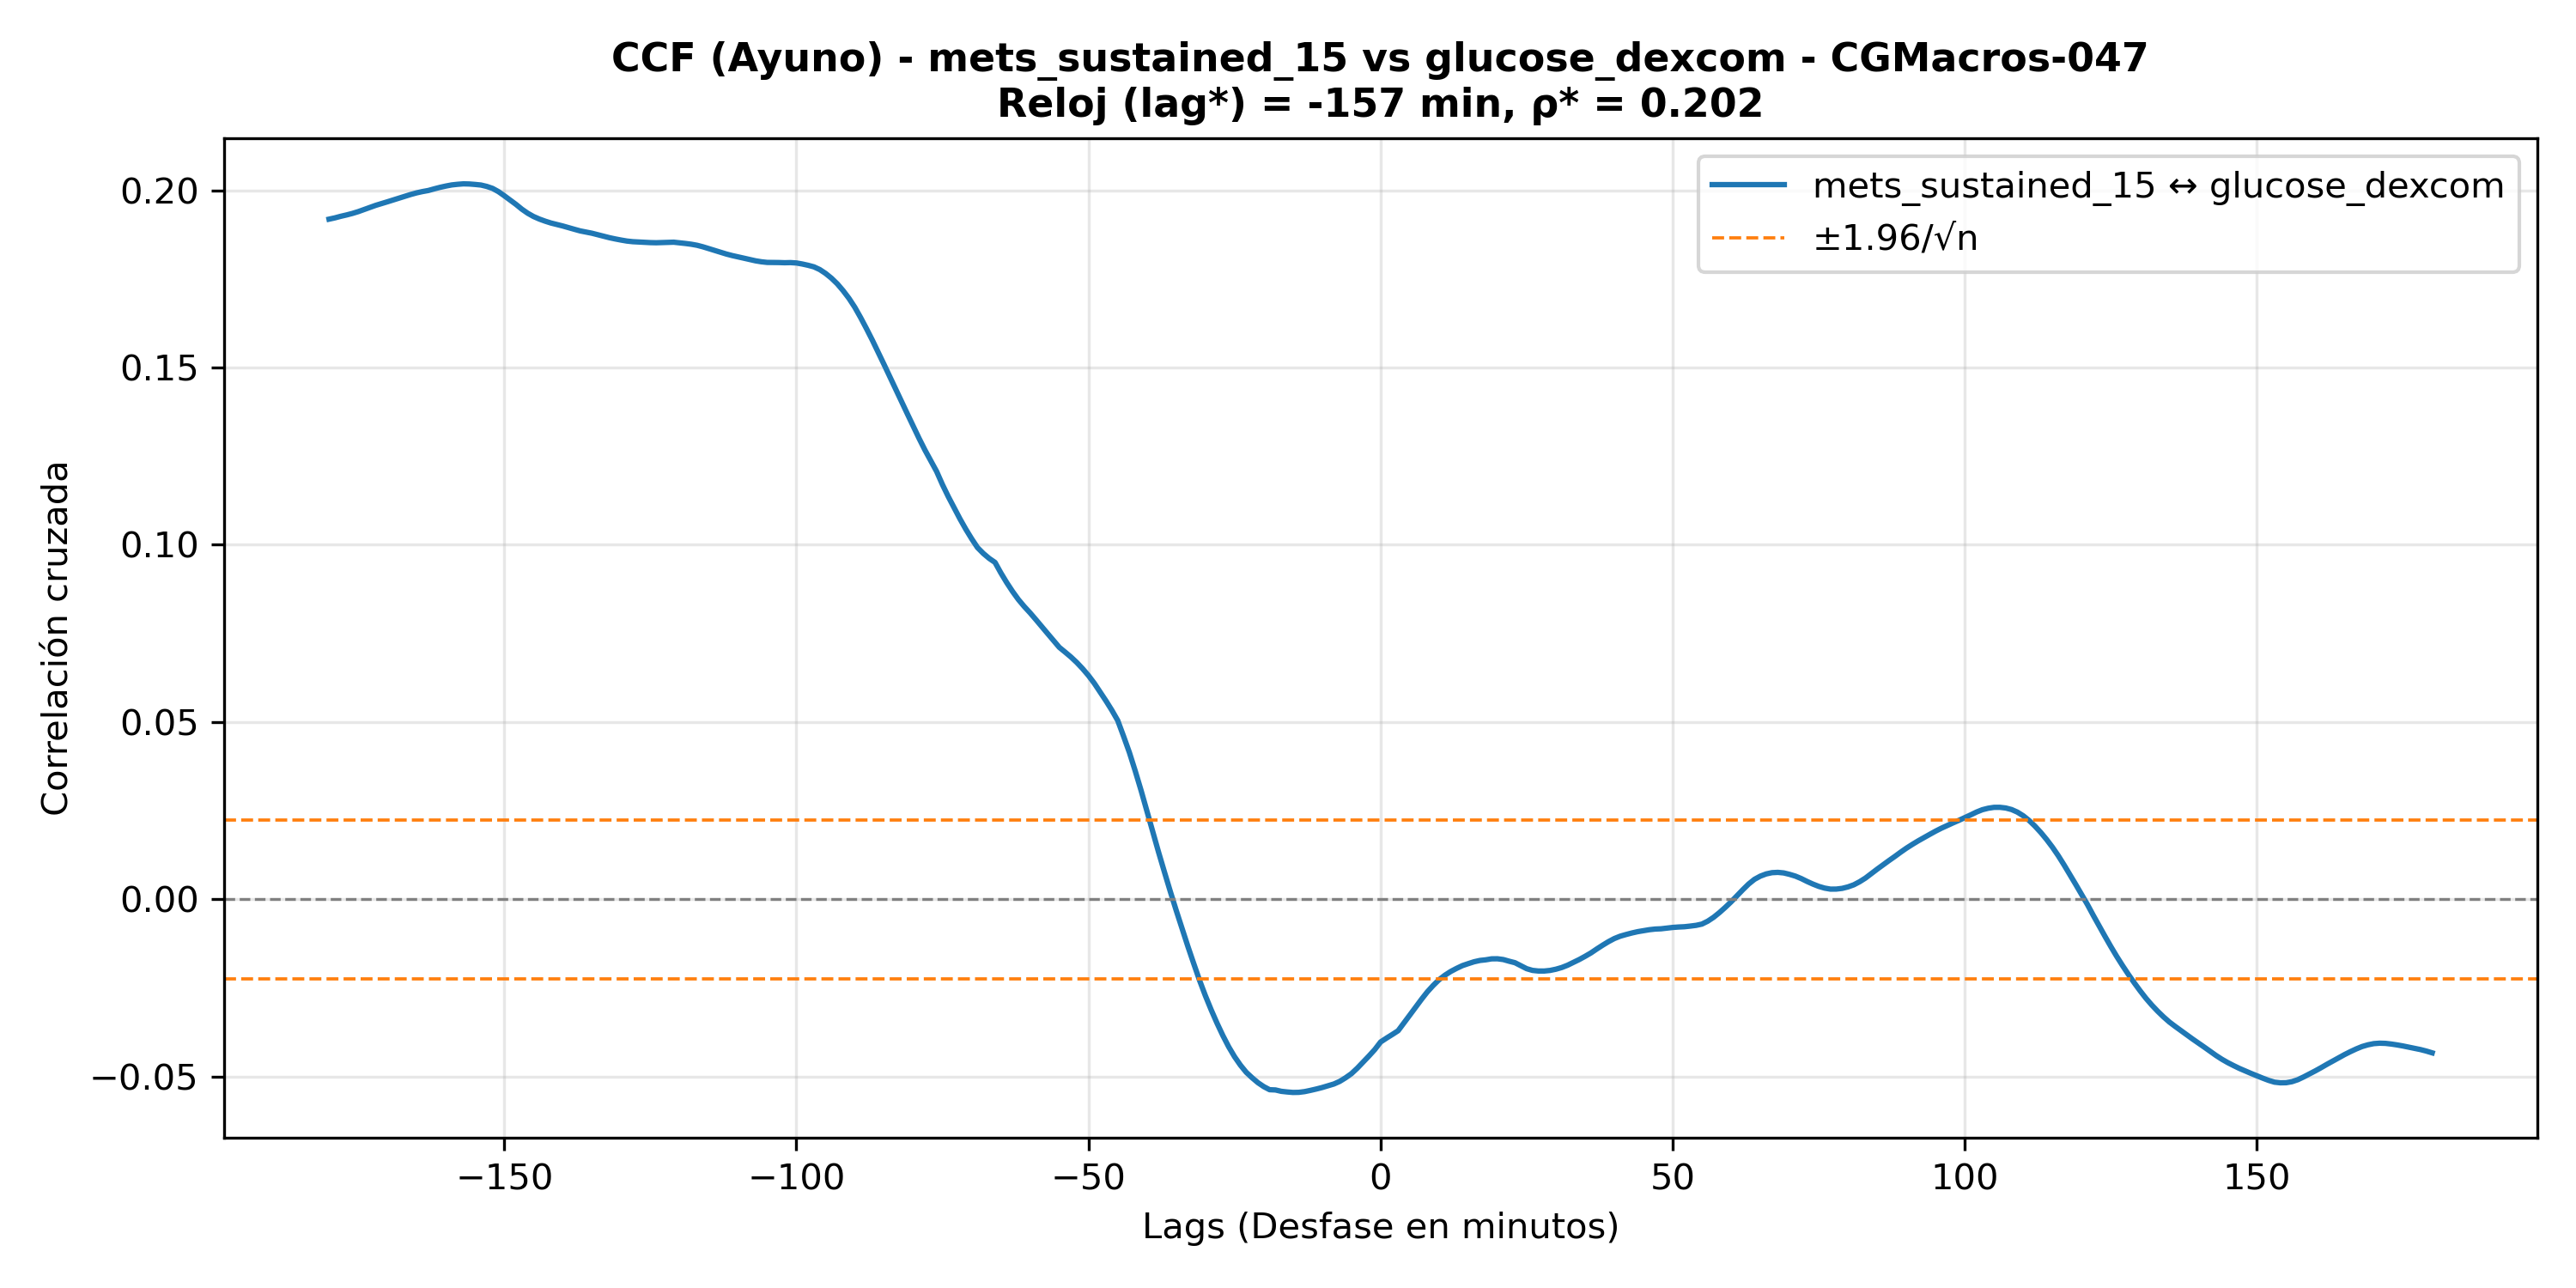 CCF (Ayuno) - mets_sustained_15 vs glucose_dexcom - CGMacros-047
Reloj (lag*) = -157 min, ρ* = 0.202
mets_sustained_15 ↔ glucose_dexcom
±1.96/√n
Correlación cruzada
0.20
0.15
0.10
0.05
0.00
−0.05
−150
−100
−50
0
50
100
150
Lags (Desfase en minutos)